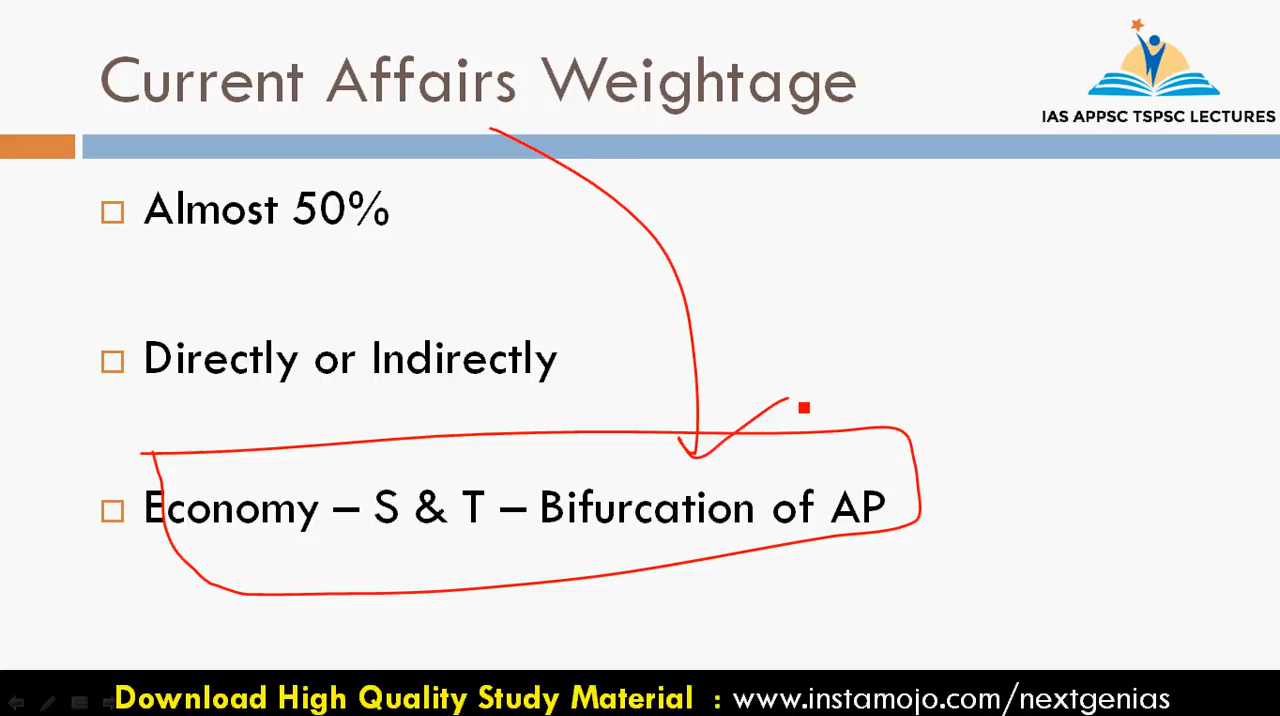 Current Affairs Weightage
IAS APPSC TSPSC LECTURES
Almost 50%
Directly or Indirectly
Economy – S & T – Bifurcation of AP
Download High Quality Study Material : www.instamojo.com/nextgenias